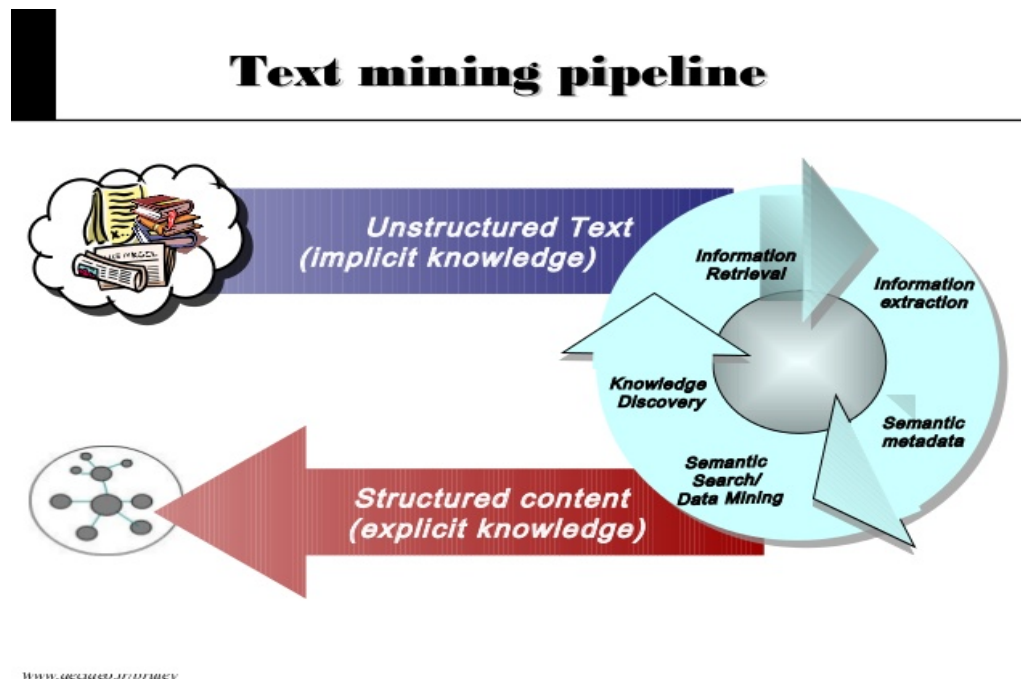 Text mining pipeline
Unstructured Text
(implicit knowledge)
Information
Retrieval
Information
extraction
Semantic
metadata
Semantic
Search/
Data Mining
Knowledge
Discovery
Structured content
(explicit knowledge)